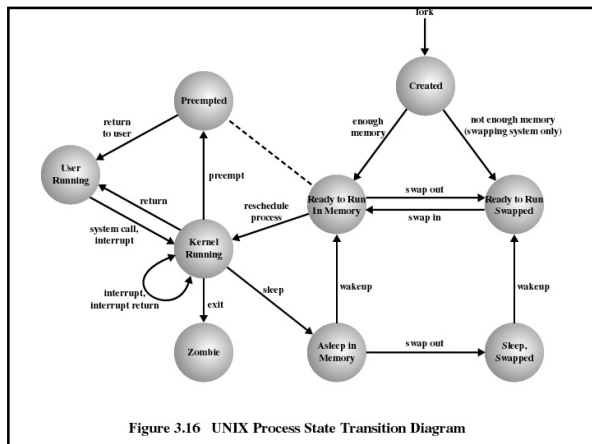 fork
Created
Preempted
return
to user
enough
memory
not enough memory
(swapping system only)
User
Running
preempt
return
reschedule
process
Ready to Run
In Memory
swap out
swap in
Ready to Run
Swapped
system call,
interrupt
Kernel
Running
interrupt,
interrupt return
sleep
wakeup
wakeup
exit
Zombie
Asleep in
Memory
swap out
Sleep,
Swapped
Figure 3.16 UNIX Process State Transition Diagram